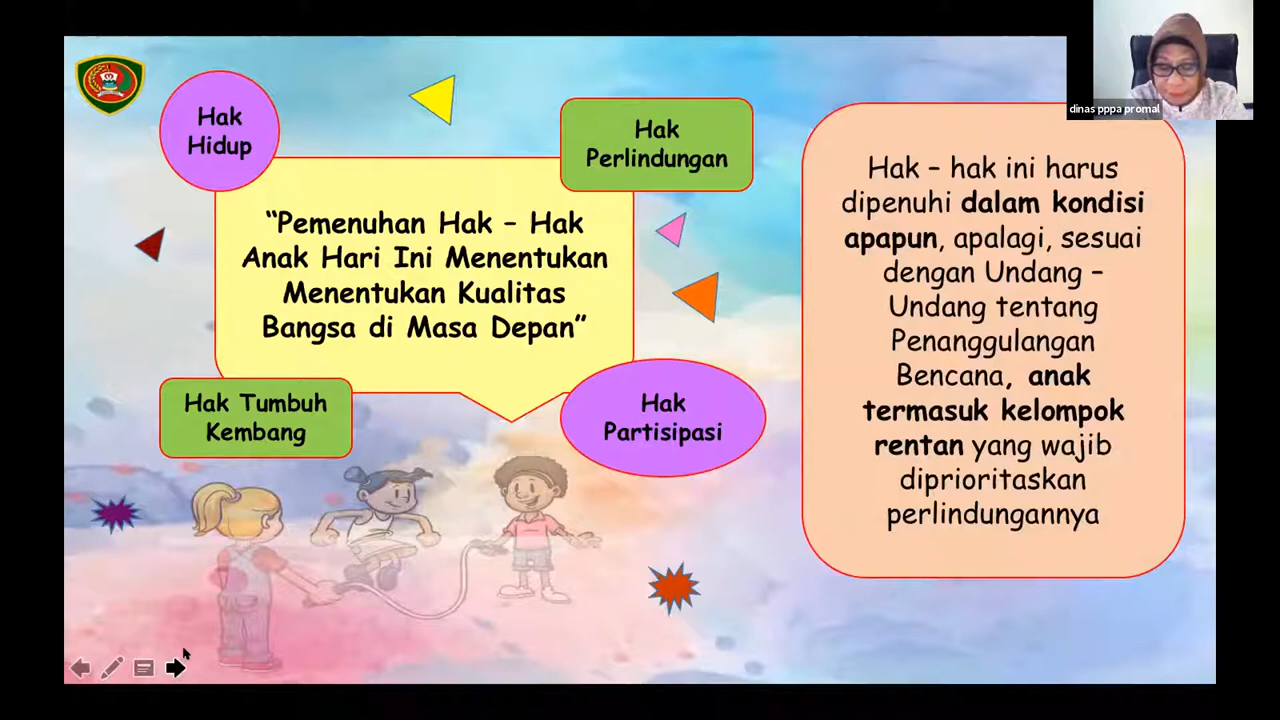 Hak
Hidup
Hak
Perlindungan
“Pemenuhan Hak – Hak
Anak Hari Ini Menentukan
Menentukan Kualitas
Bangsa di Masa Depan”
Hak Tumbuh
Kembang
Hak
Partisipasi
dinas pppa promal
Hak – hak ini harus
dipenuhi dalam kondisi
apapun, apalagi, sesuai
dengan Undang –
Undang tentang
Penanggulangan
Bencana, anak
termasuk kelompok
rentan yang wajib
diprioritaskan
perlindungannya